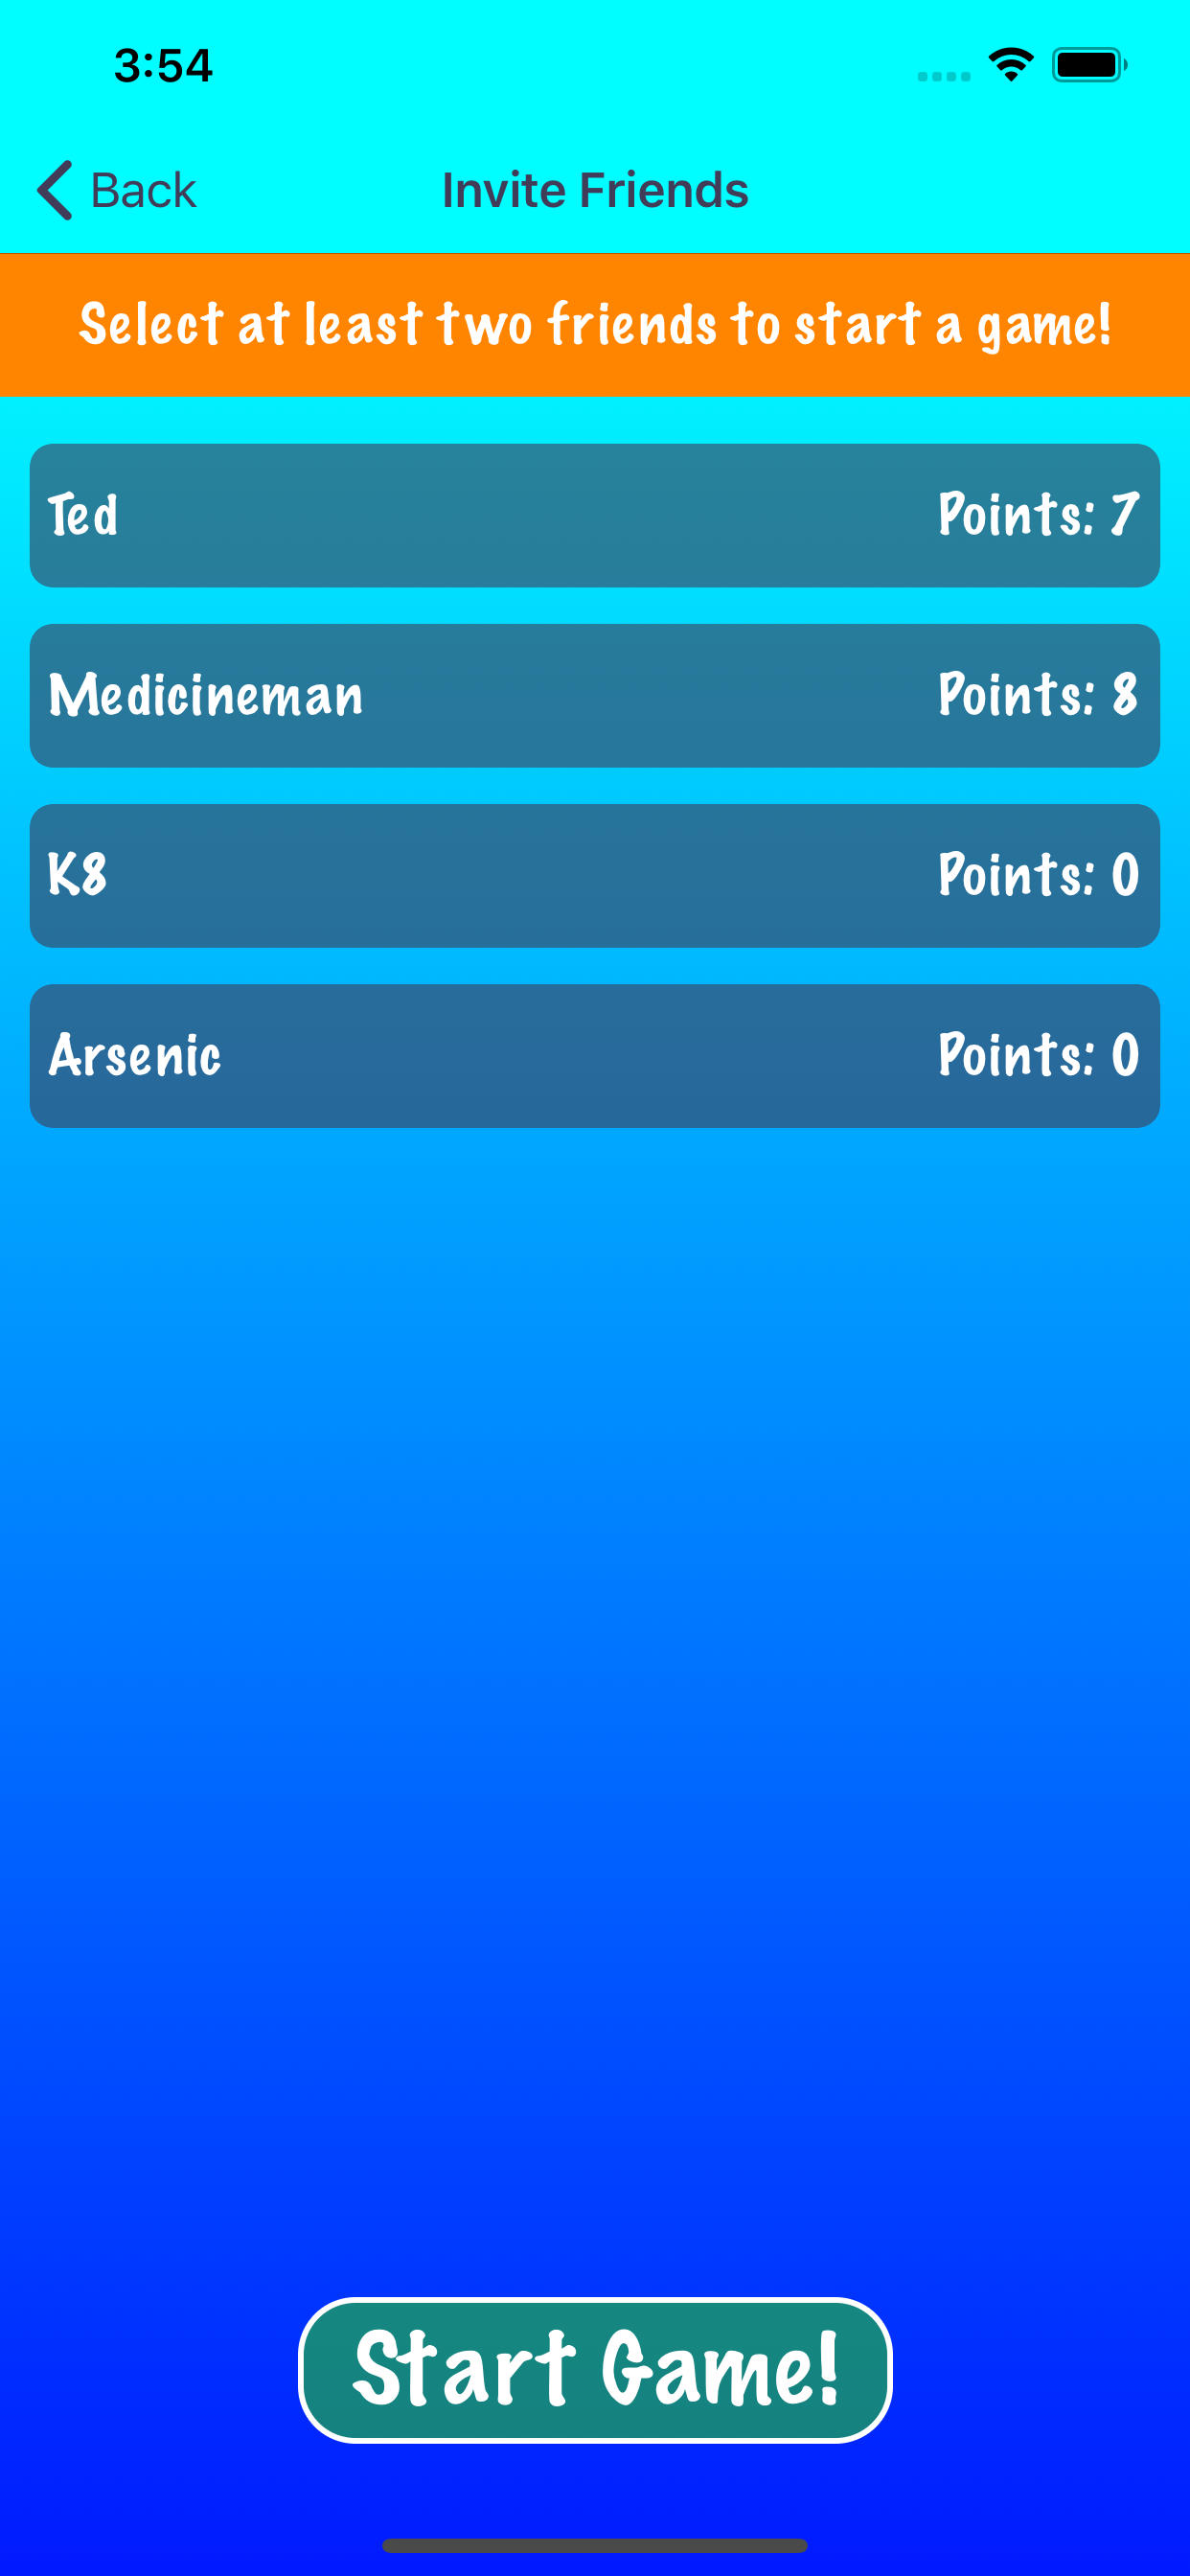 3:54
Back Invite Friends
Select at least two friends to start a game!
Ted Points: 7
Medicineman Points: 8
K8 Points: 0
Arsenic Points: 0
Start Game!